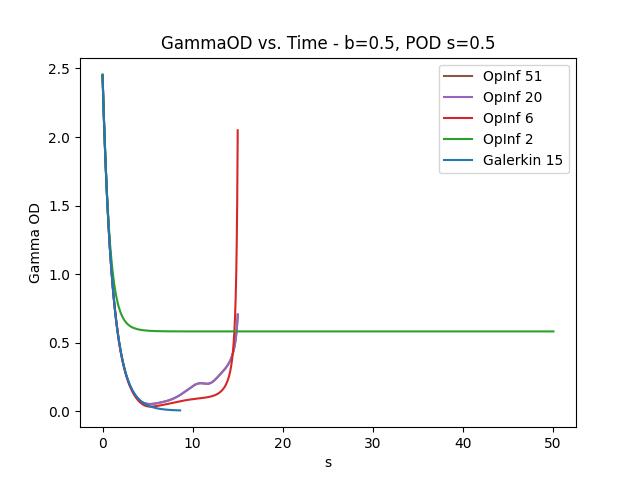 GammaOD vs. Time - b=0.5, POD s=0.5
2.5
2.0
1.5
1.0
0.5
0.0
Gamma OD
OpInf 51
OpInf 20
OpInf 6
OpInf 2
Galerkin 15
0 10 20 30 40 50
s